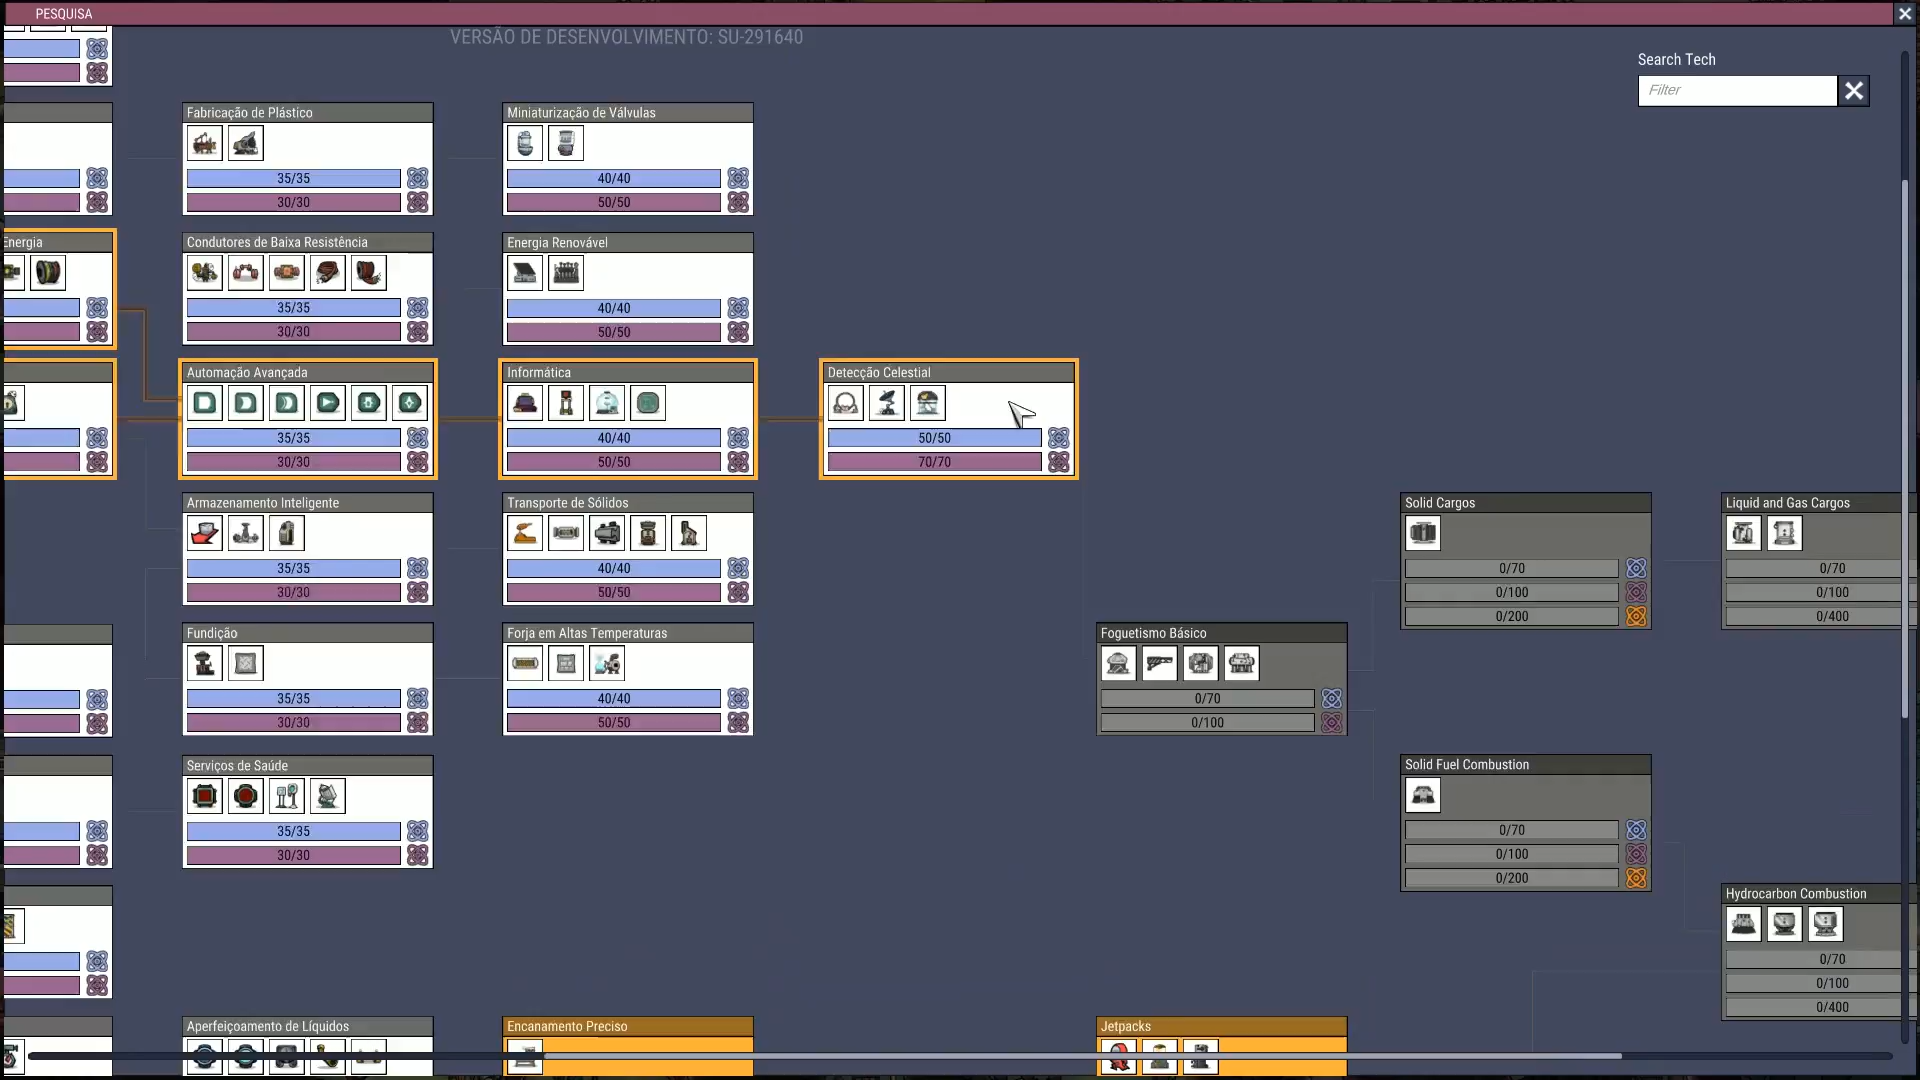 PESQUISA
VERSÃO DE DESENVOLVIMENTO: SU-291640
Search Tech
Filter
Fabricação de Plástico
35/35
30/30
Miniaturização de Válvulas
40/40
50/50
Energia
Condutores de Baixa Resistência
35/35
30/30
Energia Renovável
40/40
50/50
Automação Avançada
35/35
30/30
Informática
40/40
50/50
Detecção Celestial
50/50
70/70
Armazenamento Inteligente
35/35
30/30
Transporte de Sólidos
40/40
50/50
Solid Cargos
0/70
0/100
0/200
Liquid and Gas Cargos
0/70
0/100
0/400
Fundição
35/35
30/30
Forja em Altas Temperaturas
40/40
50/50
Foguetismo Básico
0/70
0/100
Serviços de Saúde
35/35
30/30
Solid Fuel Combustion
0/70
0/100
0/200
Hydrocarbon Combustion
0/70
0/100
0/400
Aperfeiçoamento de Líquidos
Encanamento Preciso
Jetpacks